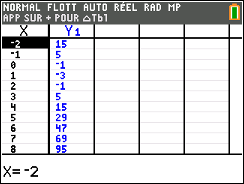 NORMAL FLOTT AUTO RÉEL RAD MP
APP SUR + POUR △Tb1
X Y1
-2 15
-1 5
0 -1
1 -3
2 -1
3 5
4 15
5 29
6 47
7 69
8 95
X=-2